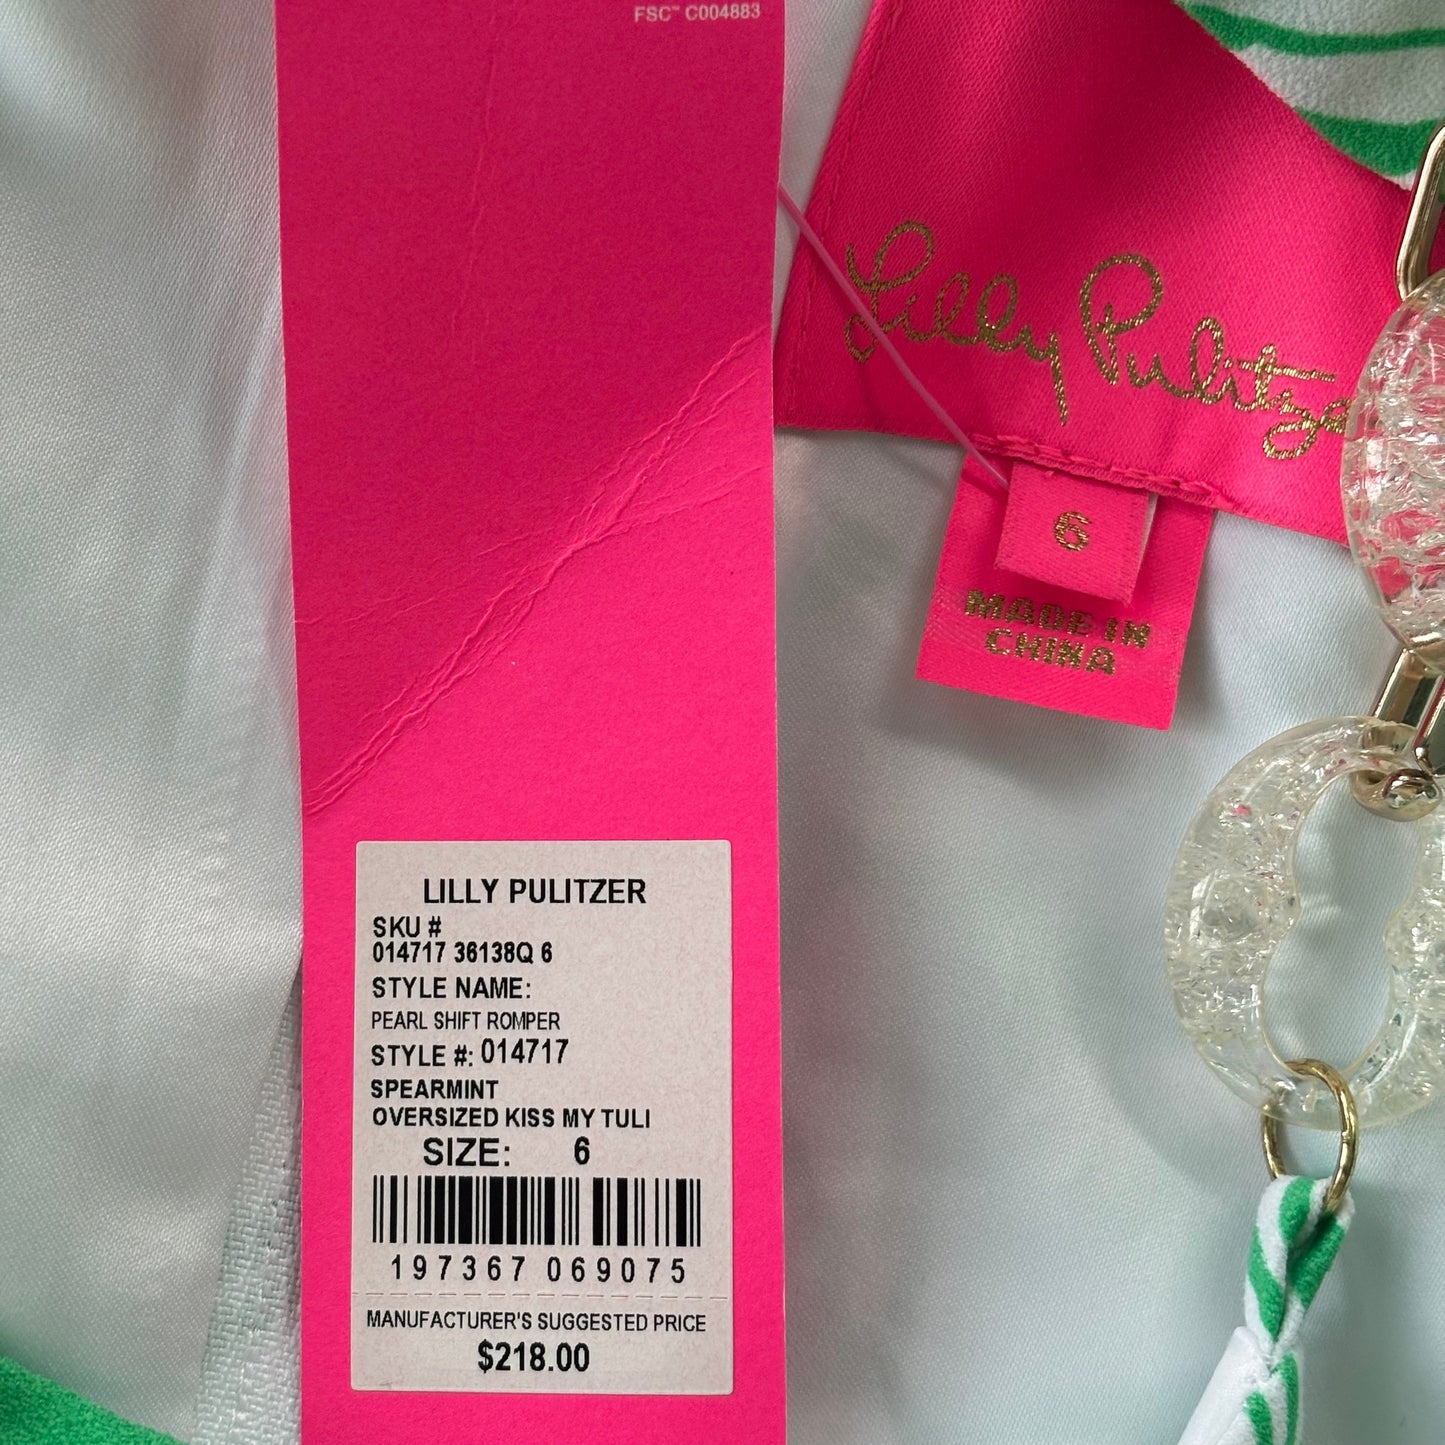 FSC™ C004883
Lilly Pulitze
6
MADE IN
CHINA
LILLY PULITZER
SKU #
014717 36138Q 6
STYLE NAME:
PEARL SHIFT ROMPER
STYLE #: 014717
SPEARMINT
OVERSIZED KISS MY TULI
SIZE: 6
197367 069075
MANUFACTURER'S SUGGESTED PRICE
$218.00